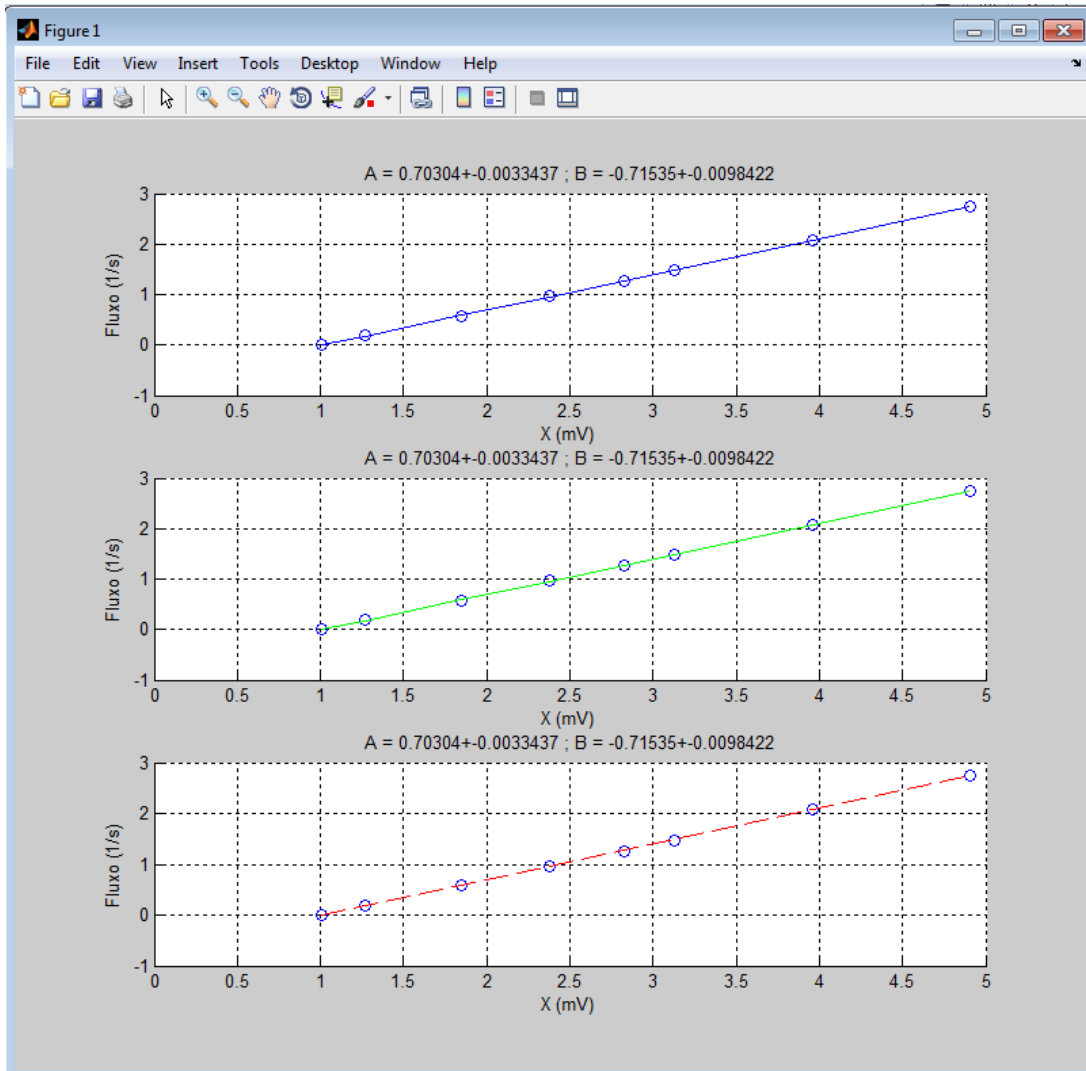 Figure 1
File Edit View Insert Tools Desktop Window Help
A = 0.70304+-0.0033437 ; B = -0.71535+-0.0098422
3
2
1
0
-1
Fluxo (1/s)
0 0.5 1 1.5 2 2.5 3 3.5 4 4.5 5
X (mV)
A = 0.70304+-0.0033437 ; B = -0.71535+-0.0098422
3
2
1
0
-1
Fluxo (1/s)
0 0.5 1 1.5 2 2.5 3 3.5 4 4.5 5
X (mV)
A = 0.70304+-0.0033437 ; B = -0.71535+-0.0098422
3
2
1
0
-1
Fluxo (1/s)
0 0.5 1 1.5 2 2.5 3 3.5 4 4.5 5
X (mV)